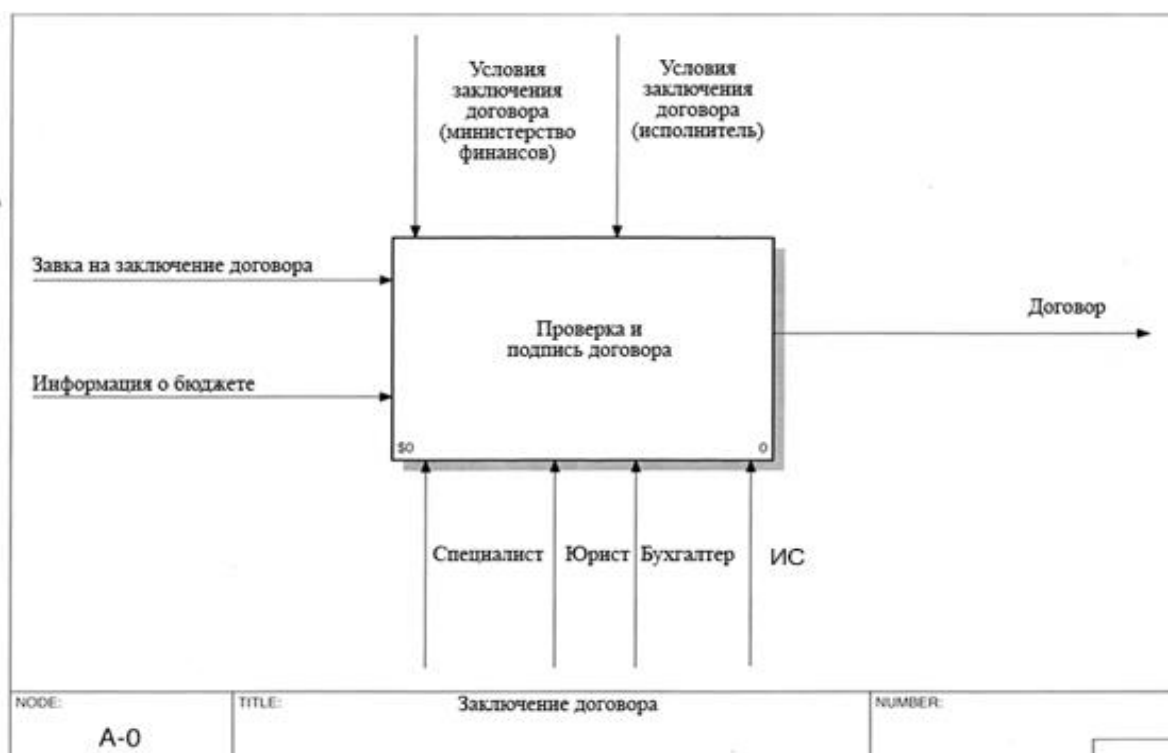 Условия
заключения
договора
(министерство
финансов)
Условия
заключения
договора
(исполнитель)
Завка на заключение договора
Информация о бюджете
Проверка и
подпись договора
$0
0
Договор
Специалист
Юрист
Бухгалтер
ИС
NODE:
A-0
TITLE:
Заключение договора
NUMBER: